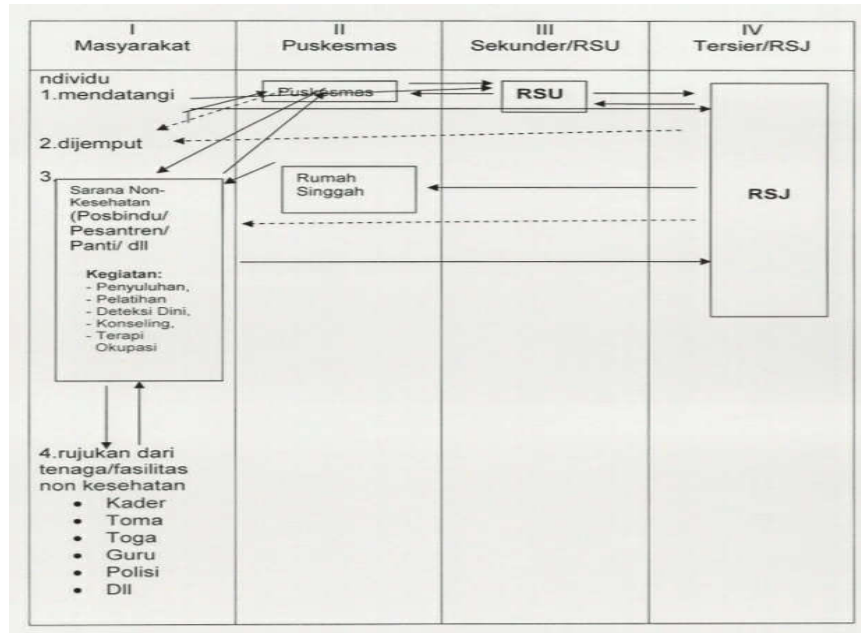 I
Masyarakat
II
Puskesmas
III
Sekunder/RSU
IV
Tersier/RSJ
ndividu
1.mendatangi
2.dijemput
3.
Puskesmas
RSU
RSJ
Rumah
Singgah
Sarana Non-
Kesehatan
(Posbindu/
Pesantren/
Panti/ dll
Kegiatan:
- Penyuluhan,
- Pelatihan
- Deteksi Dini,
- Konseling,
- Terapi
Okupasi
4.rujukan dari
tenaga/fasilitas
non kesehatan
• Kader
• Toma
• Toga
• Guru
• Polisi
• Dll